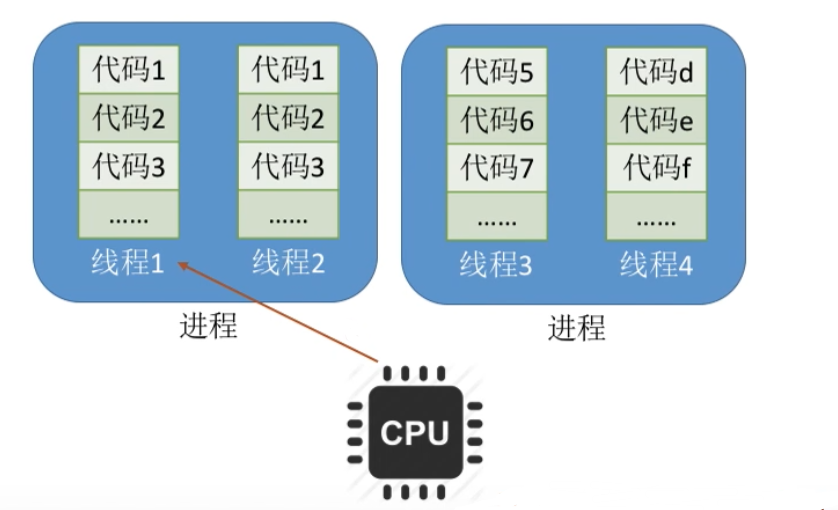 代码1
代码2
代码3
......
线程1
代码1
代码2
代码3
......
线程2
进程
代码5
代码6
代码7
......
线程3
代码d
代码e
代码f
......
线程4
进程
CPU